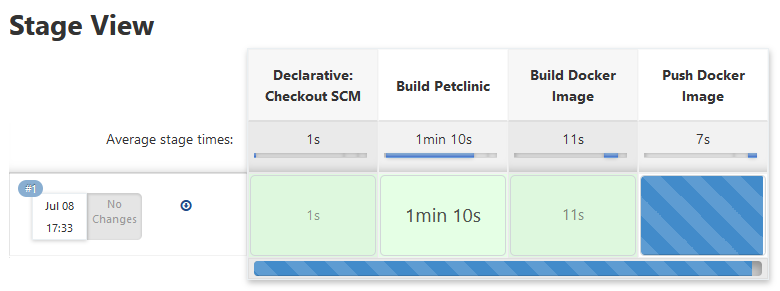 Stage View
Declarative: Checkout SCM
Build Petclinic
Build Docker Image
Push Docker Image
Average stage times:
1s
1min 10s
11s
7s
#1
Jul 08
17:33
No Changes
1s
1min 10s
11s